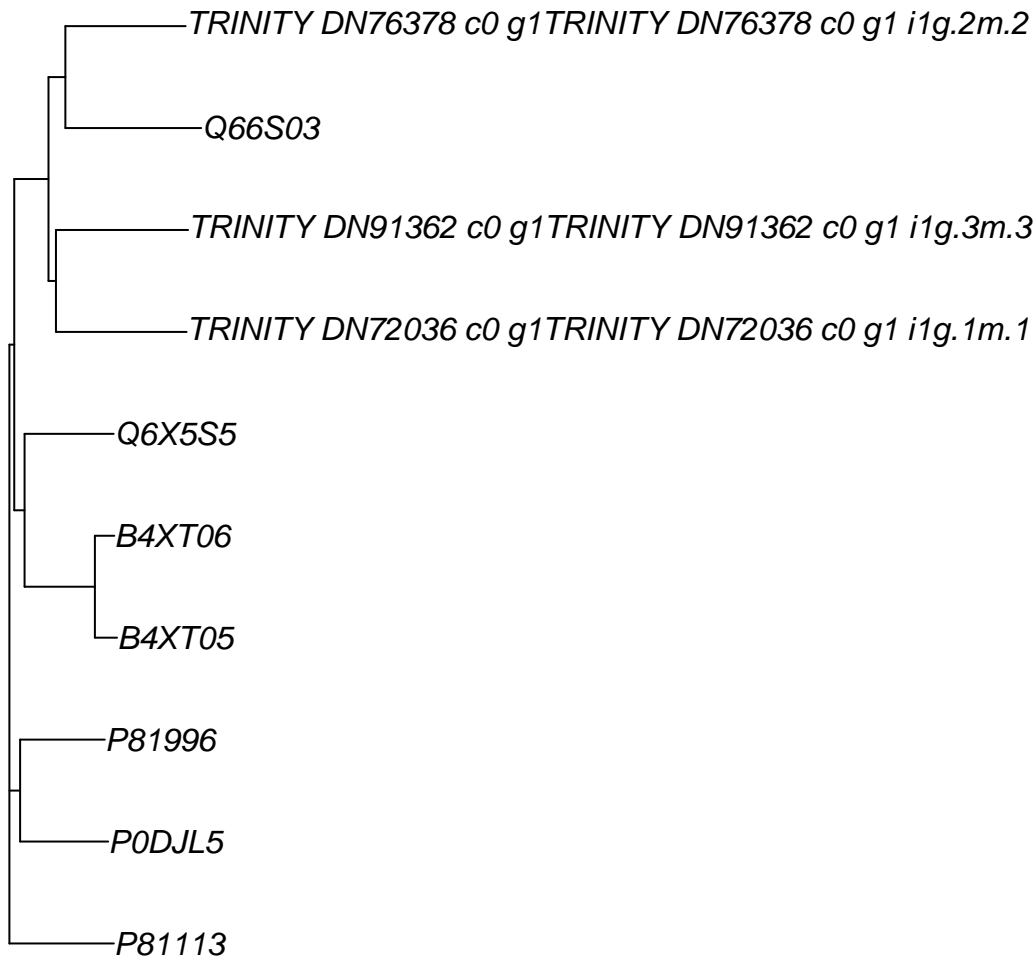 TRINITY DN76378 c0 g1TRINITY DN76378 c0 g1 i1g.2m.2
Q66S03
TRINITY DN91362 c0 g1TRINITY DN91362 c0 g1 i1g.3m.3
TRINITY DN72036 c0 g1TRINITY DN72036 c0 g1 i1g.1m.1
Q6X5S5
B4XT06
B4XT05
P81996
P0DJL5
P81113